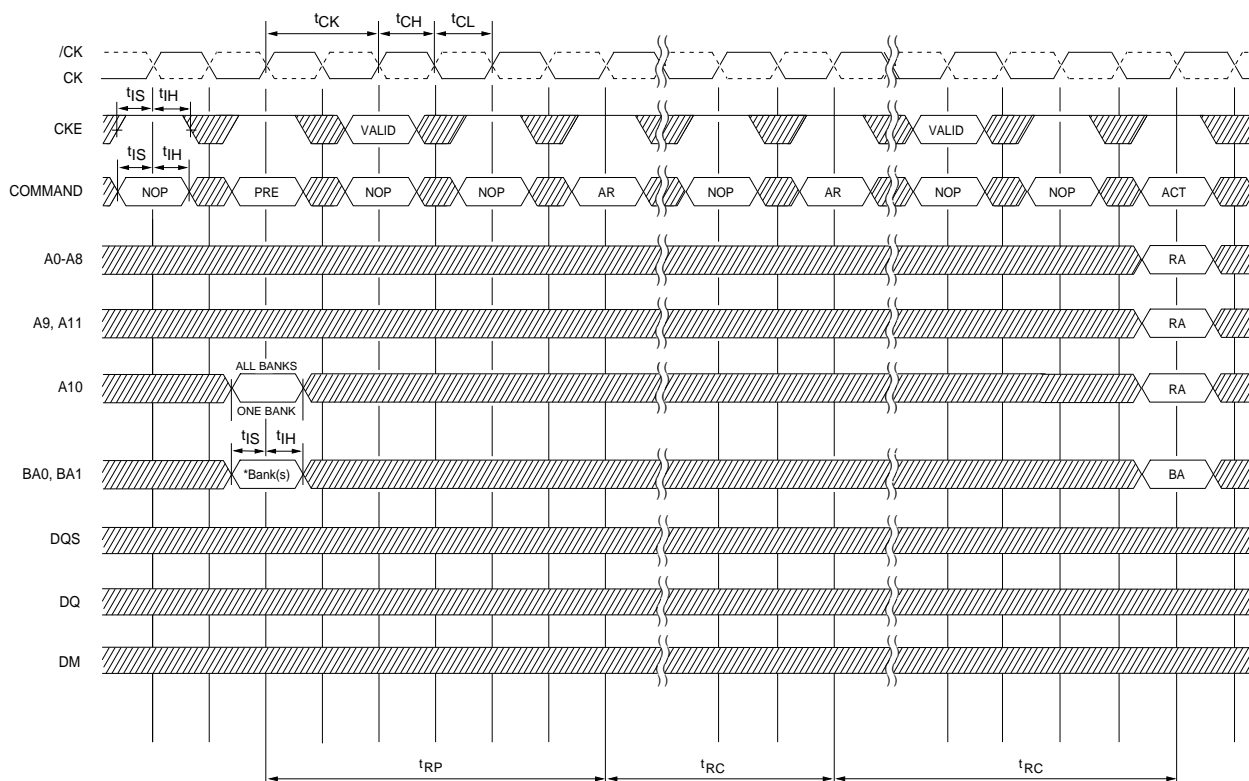 tCK tCH tCL
/CK
CK
tIS tIH
CKE VALID VALID
tIS tIH
COMMAND NOP PRE NOP NOP AR NOP AR NOP NOP ACT
A0-A8 RA
A9, A11 RA
ALL BANKS
A10 RA
ONE BANK
tIS tIH
BA0, BA1 *Bank(s) BA
DQS
DQ
DM
tRP tRC tRC